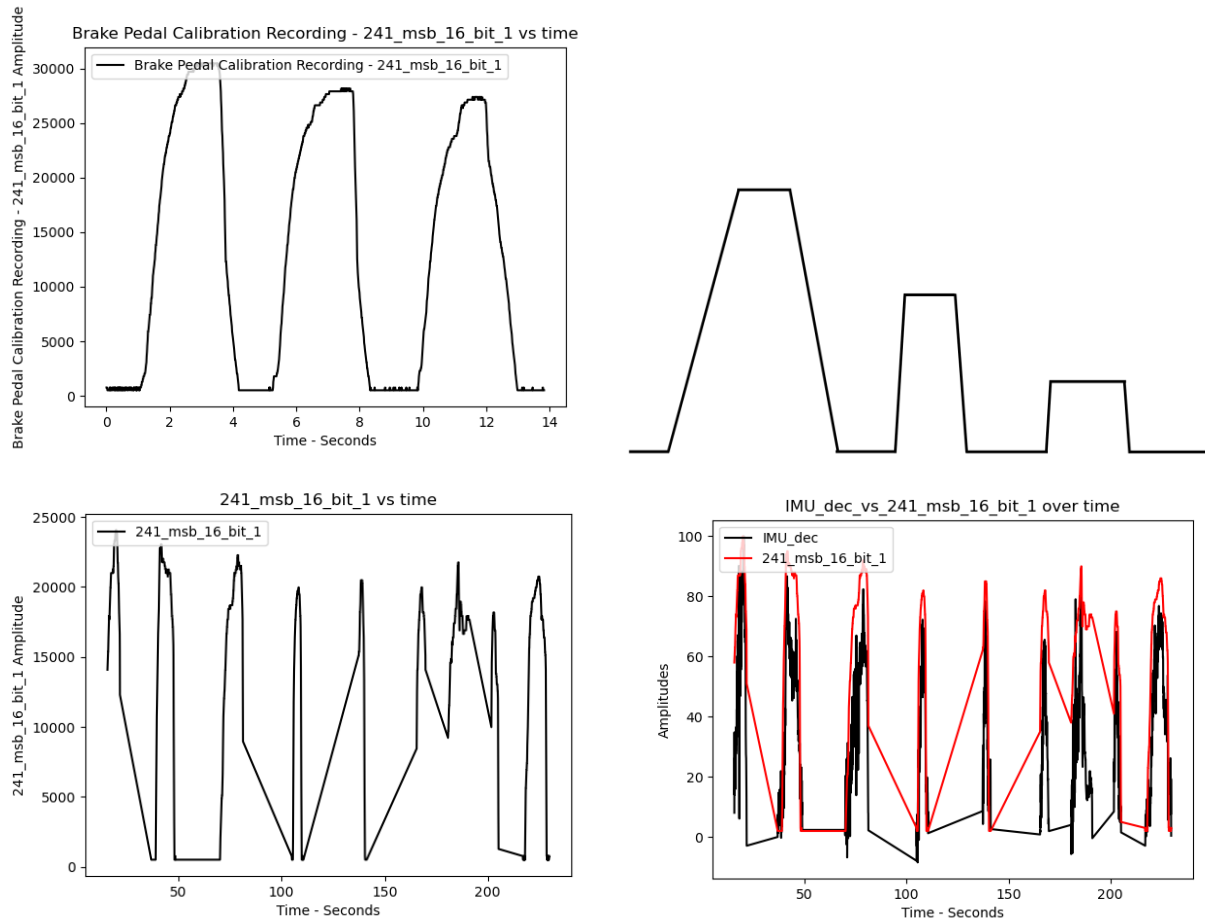 Brake Pedal Calibration Recording - 241_msb_16_bit_1 vs time
Brake Pedal Calibration Recording - 241_msb_16_bit_1 Amplitude
Brake Pedal Calibration Recording - 241_msb_16_bit_1
30000
25000
20000
15000
10000
5000
0
0 2 4 6 8 10 12 14
Time - Seconds
241_msb_16_bit_1 vs time
241_msb_16_bit_1 Amplitude
241_msb_16_bit_1
25000
20000
15000
10000
5000
0
50 100 150 200
Time - Seconds
IMU_dec_vs_241_msb_16_bit_1 over time
Amplitudes
IMU_dec
241_msb_16_bit_1
100
80
60
40
20
0
50 100 150 200
Time - Seconds